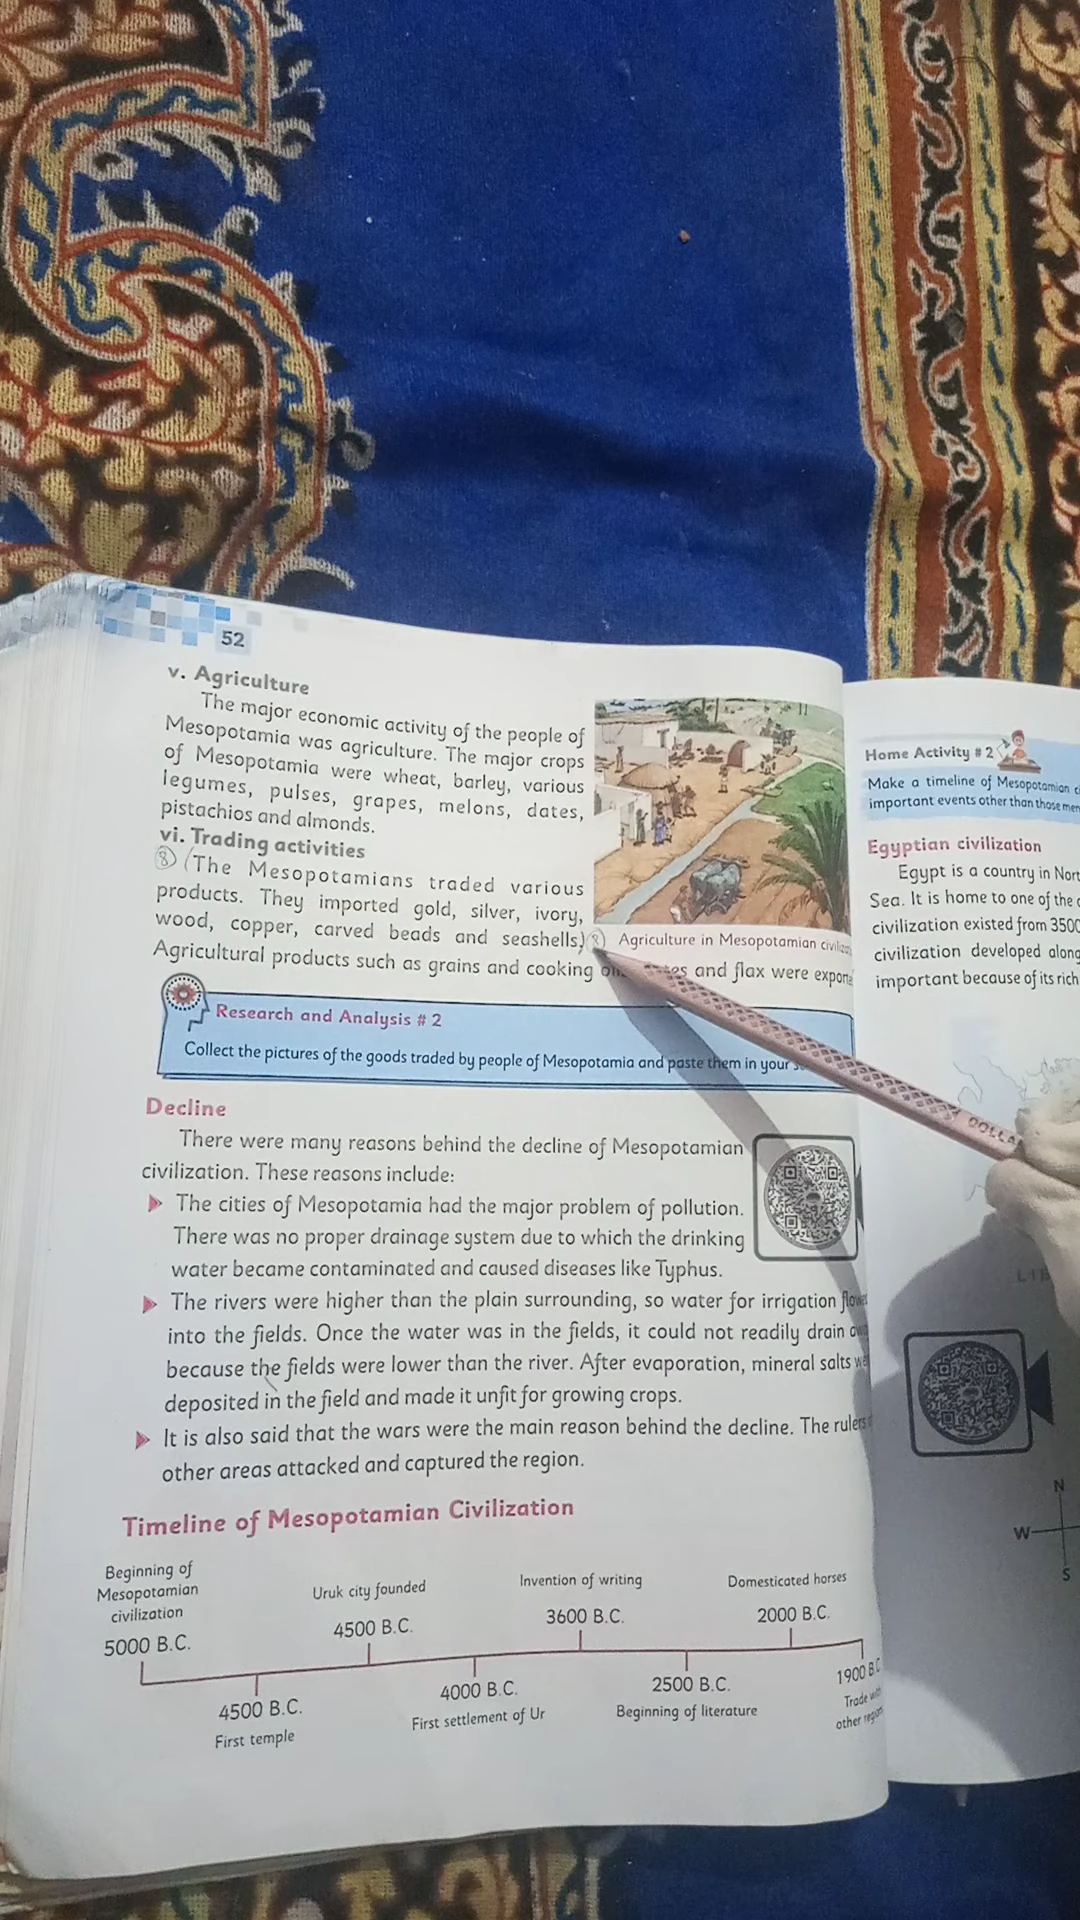 52
v. Agriculture
The major economic activity of the people of
Mesopotamia was agriculture. The major crops
of Mesopotamia were wheat, barley, various
legumes, pulses, grapes, melons, dates,
pistachios and almonds.
vi. Trading activities
(8) (The Mesopotamians traded various
products. They imported gold, silver, ivory,
wood, copper, carved beads and seashells.) (8)
Agriculture in Mesopotamian
Agricultural products such as grains and cooking and flax were
Research and Analysis # 2
Collect the pictures of the goods traded by people of Mesopotamia and paste them in your
Decline
There were many reasons behind the decline of Mesopotamian
civilization. These reasons include:
The cities of Mesopotamia had the major problem of pollution.
There was no proper drainage system due to which the drinking
water became contaminated and caused diseases like Typhus.
The rivers were higher than the plain surrounding, so water for irrigation
into the fields. Once the water was in the fields, it could not readily drain
because the fields were lower than the river. After evaporation, mineral salts
deposited in the field and made it unfit for growing crops.
It is also said that the wars were the main reason behind the decline. The rulers
other areas attacked and captured the region.
Timeline of Mesopotamian Civilization
Beginning of
Mesopotamian
civilization
5000 B.C.
4500 B.C.
First temple
Uruk city founded
4500 B.C.
4000 B.C.
First settlement of Ur
Invention of writing
3600 B.C.
2500 B.C.
Beginning of literature
Domesticated horses
2000 B.C.
1900 B.C
Trade
other
Home Activity # 2
Make a timeline of Mesopotamian
important events other than those
Egyptian civilization
Egypt is a country in
Sea. It is home to one of the
civilization existed from
civilization developed
important because of its rich
N
W
S